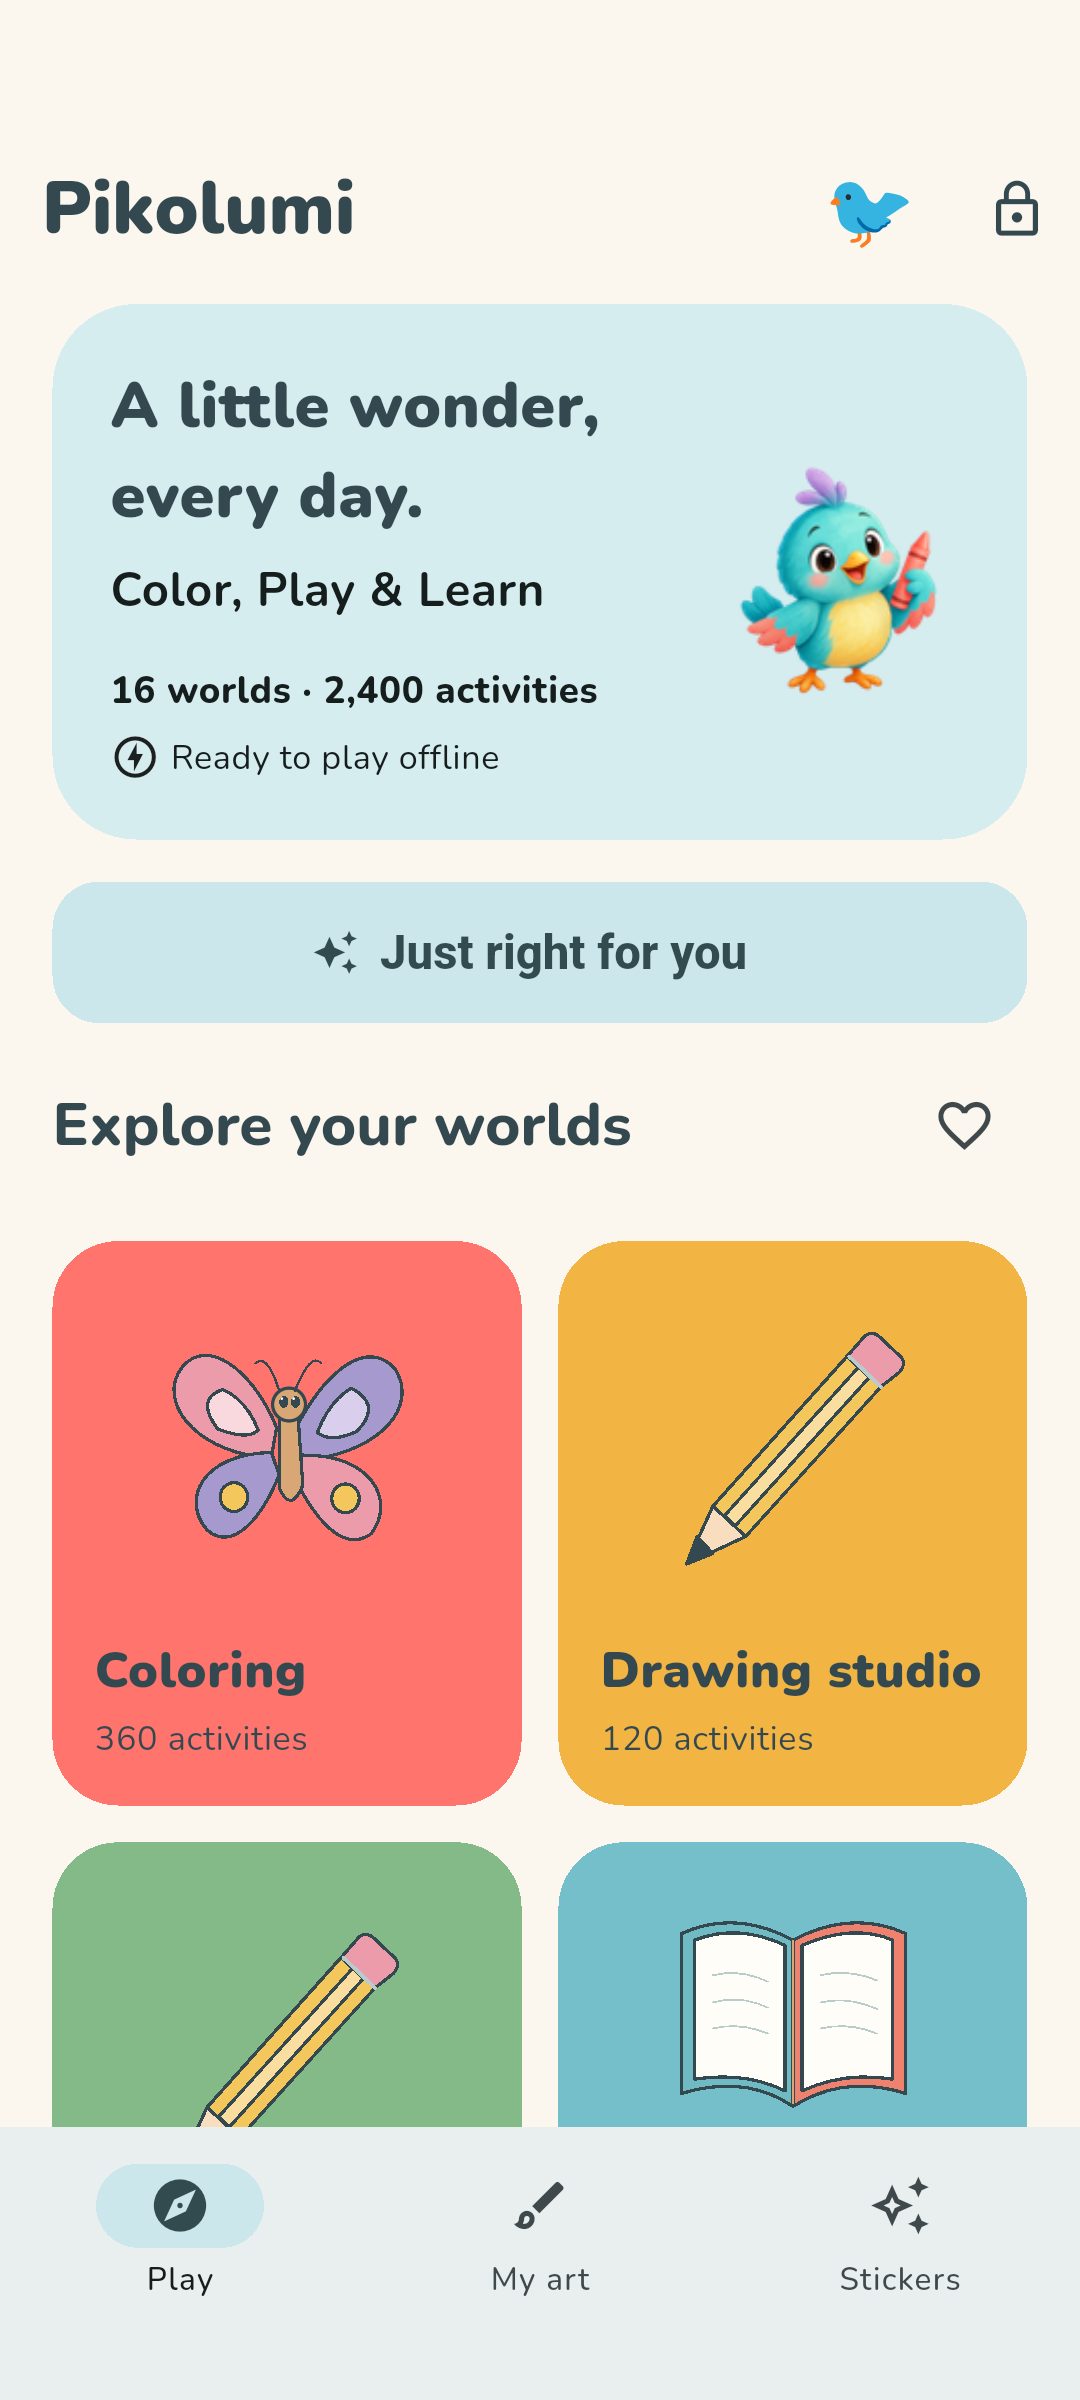 Pikolumi
A little wonder,
every day.
Color, Play & Learn
16 worlds · 2,400 activities
Ready to play offline
Just right for you
Explore your worlds
Coloring
360 activities
Drawing studio
120 activities
Play
My art
Stickers